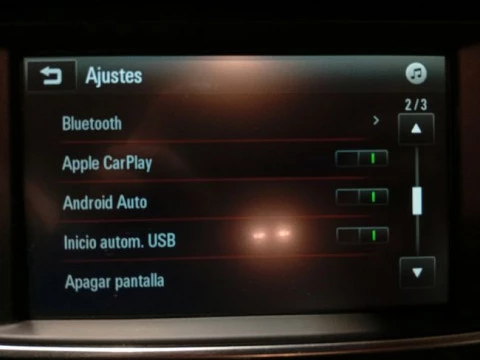 Ajustes
2/3
Bluetooth
Apple CarPlay
Android Auto
Inicio autom. USB
Apagar pantalla